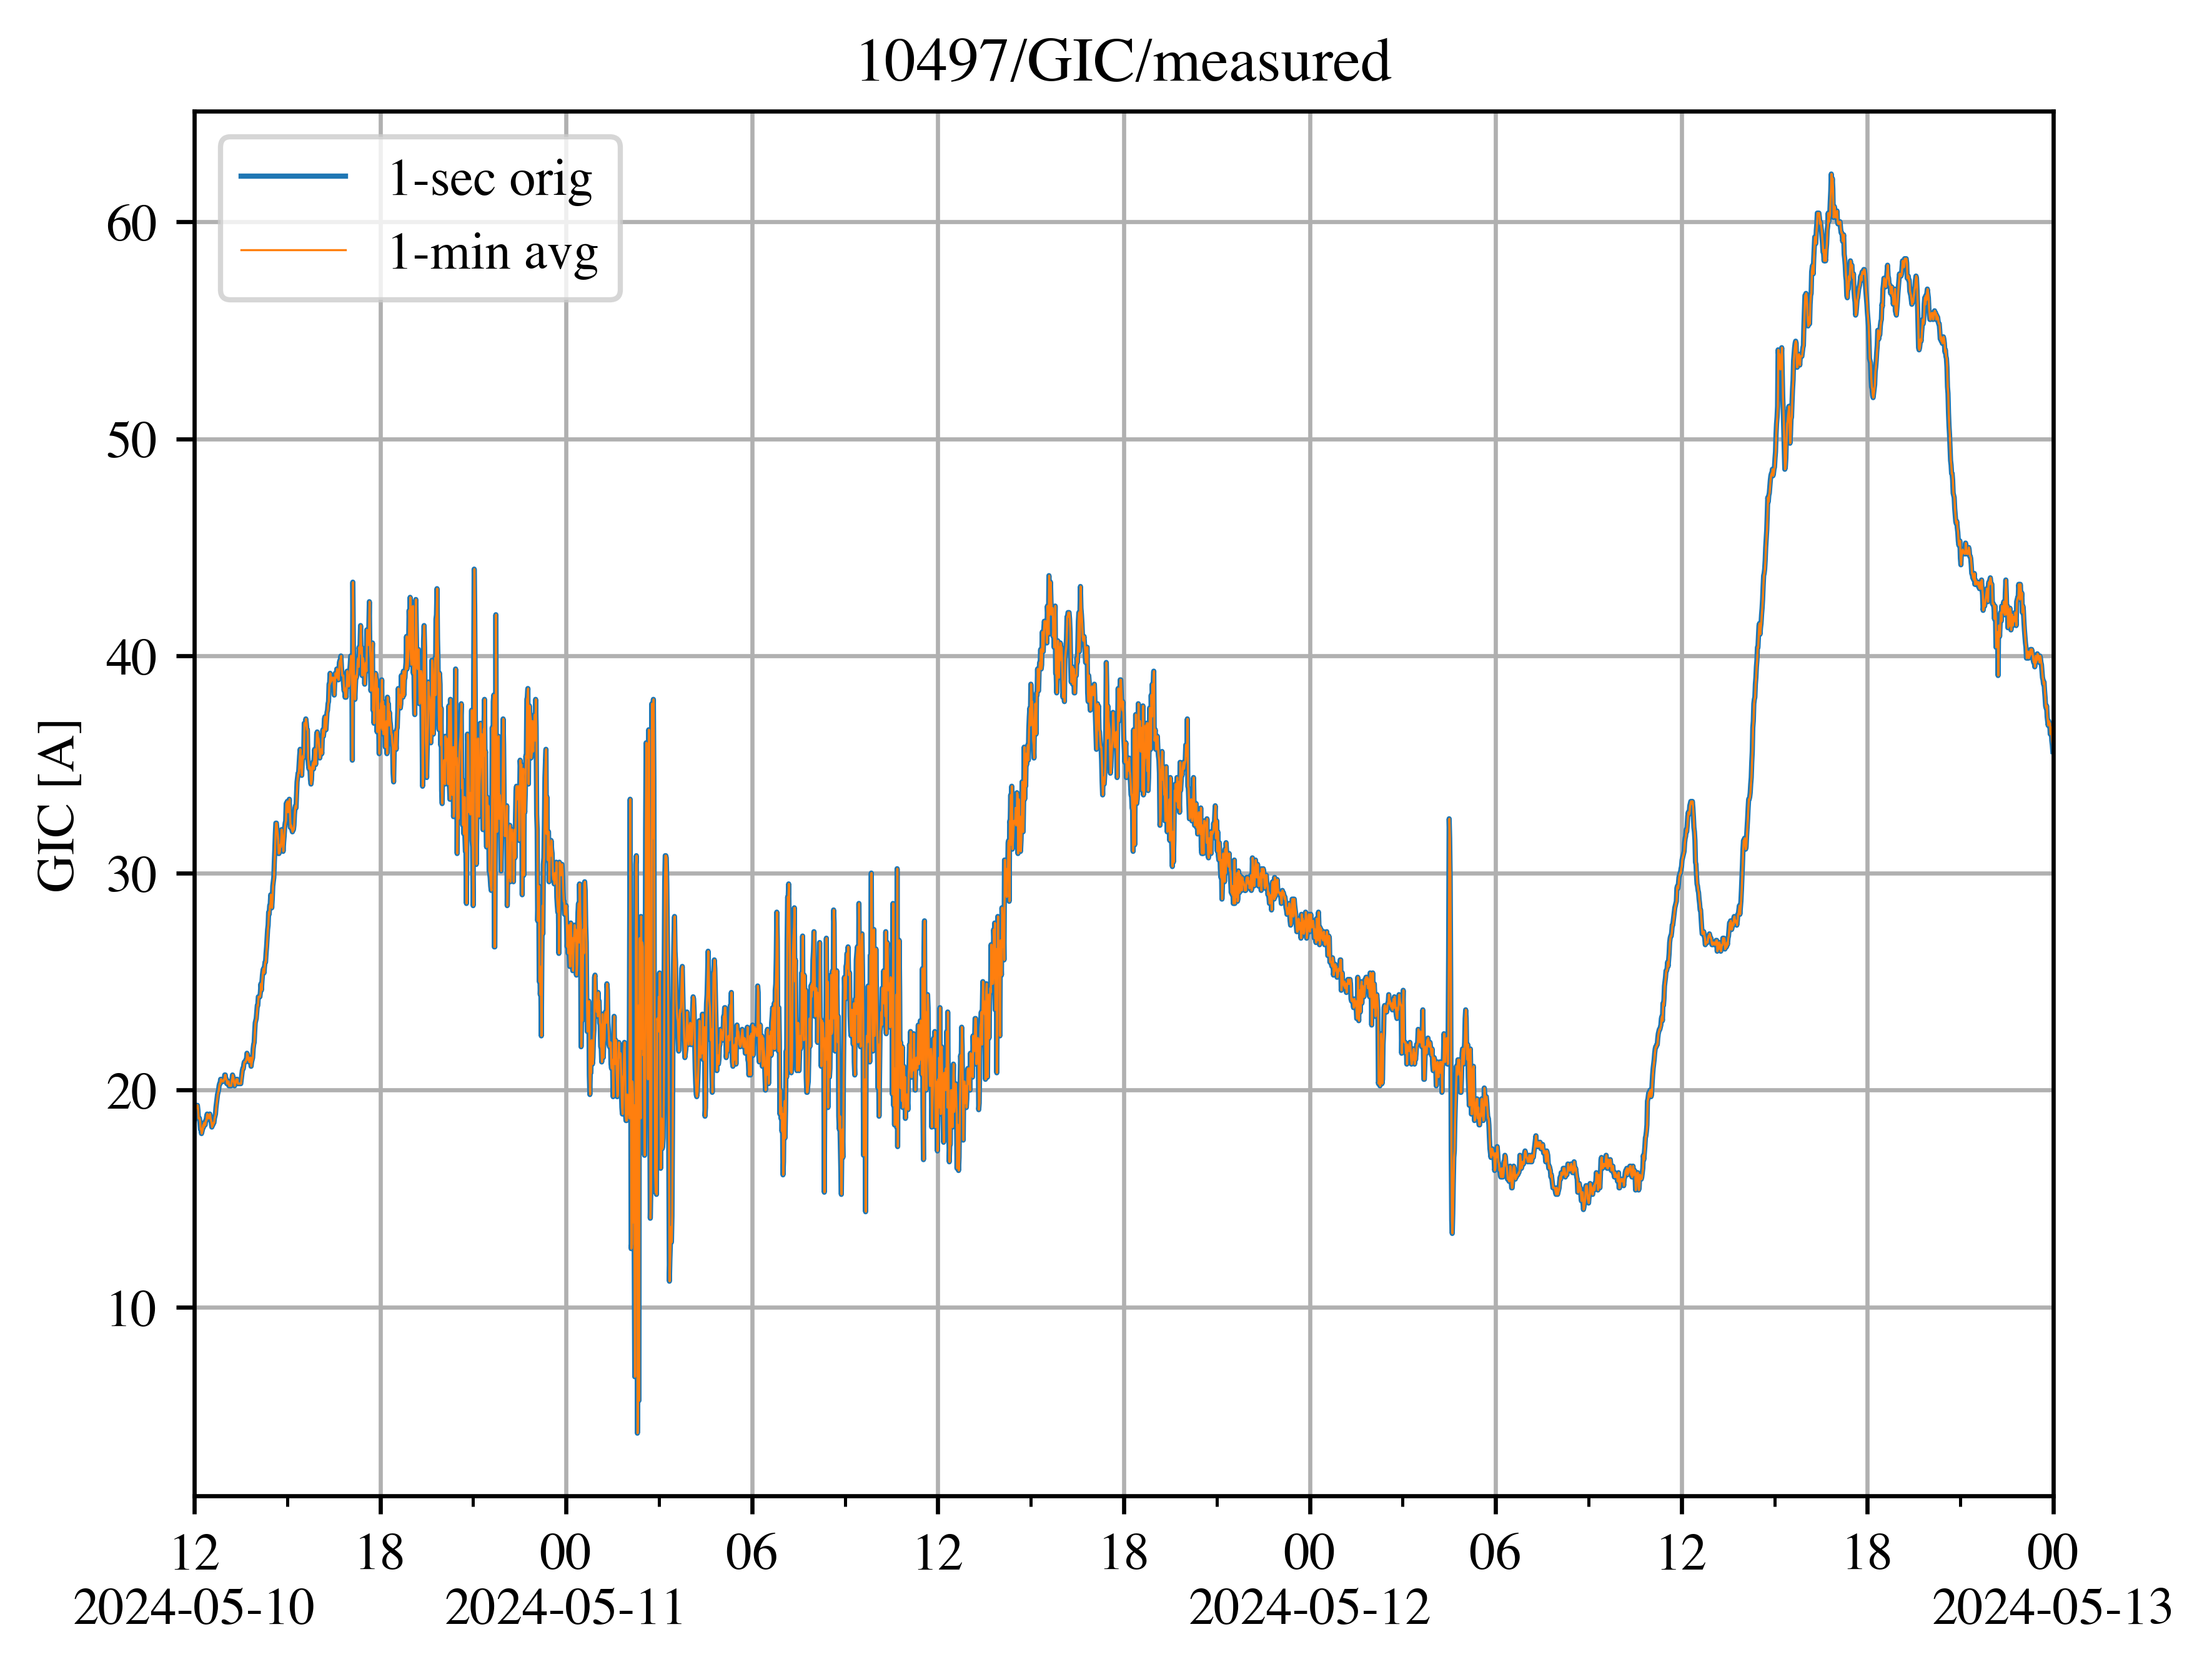 10497/GIC/measured
1-sec orig
1-min avg
GIC [A]
60
50
40
30
20
10
12 18 00 06 12 18 00 06 12 18 00
2024-05-10 2024-05-11 2024-05-12 2024-05-13